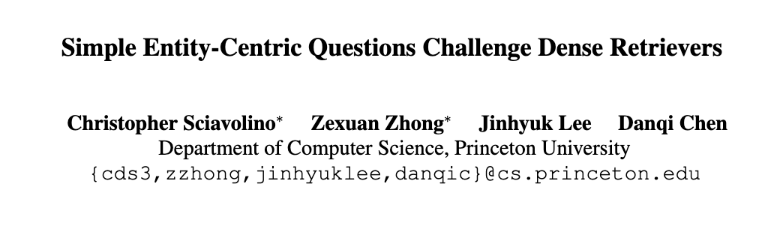 Simple Entity-Centric Questions Challenge Dense Retrievers
Christopher Sciavolino* Zexuan Zhong* Jinhyuk Lee Danqi Chen
Department of Computer Science, Princeton University
{cds3,zzhong,jinhyuklee,danqic}@cs.princeton.edu